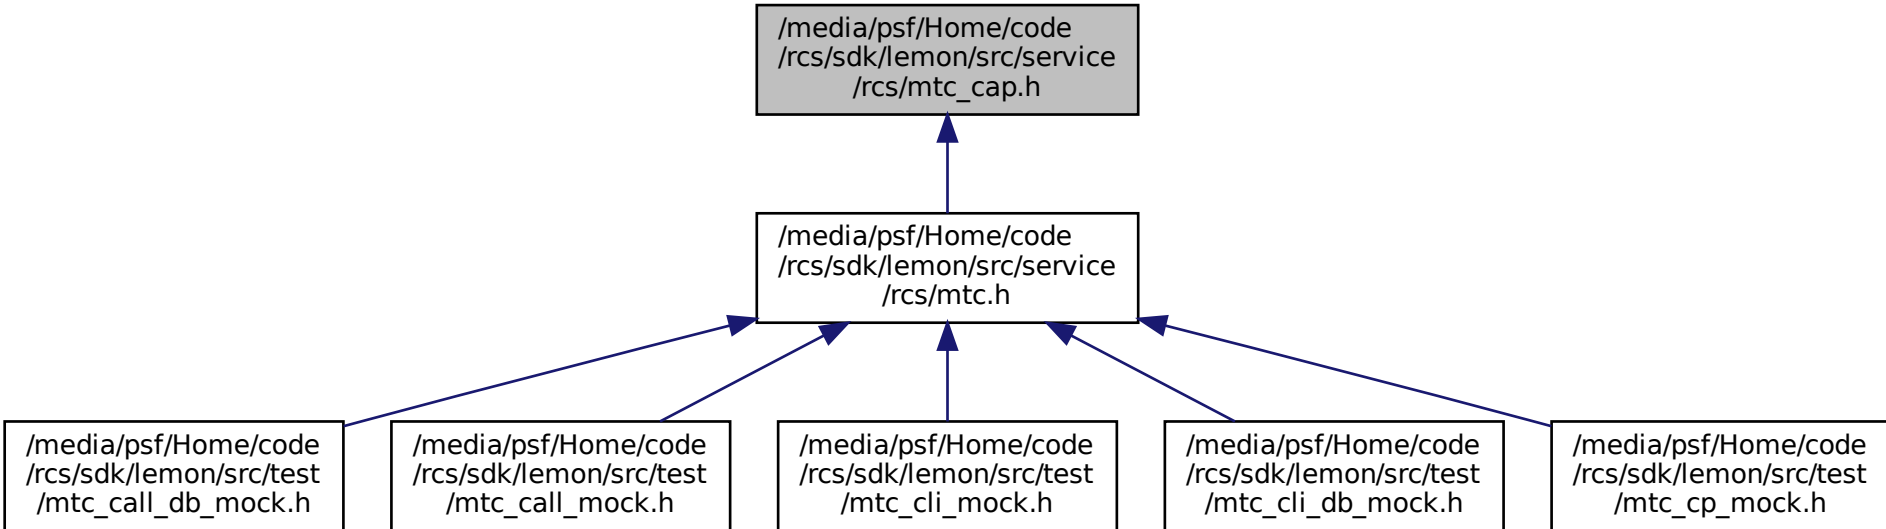 /media/psf/Home/code
/rcs/sdk/lemon/src/service
/rcs/mtc_cap.h
/media/psf/Home/code
/rcs/sdk/lemon/src/service
/rcs/mtc.h
/media/psf/Home/code
/rcs/sdk/lemon/src/test
/mtc_call_db_mock.h
/media/psf/Home/code
/rcs/sdk/lemon/src/test
/mtc_call_mock.h
/media/psf/Home/code
/rcs/sdk/lemon/src/test
/mtc_cli_mock.h
/media/psf/Home/code
/rcs/sdk/lemon/src/test
/mtc_cli_db_mock.h
/media/psf/Home/code
/rcs/sdk/lemon/src/test
/mtc_cp_mock.h